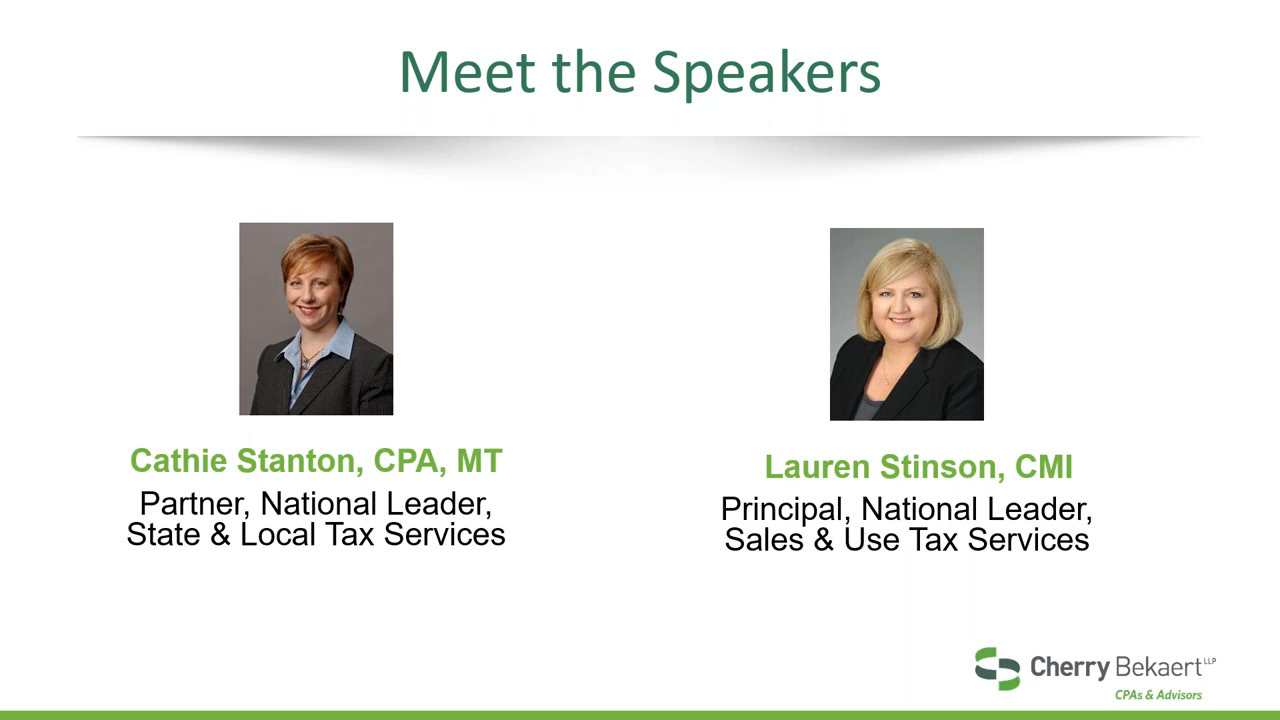 Meet the Speakers
Cathie Stanton, CPA, MT
Partner, National Leader,
State & Local Tax Services
Lauren Stinson, CMI
Principal, National Leader,
Sales & Use Tax Services
Cherry Bekaert LLP
CPAs & Advisors